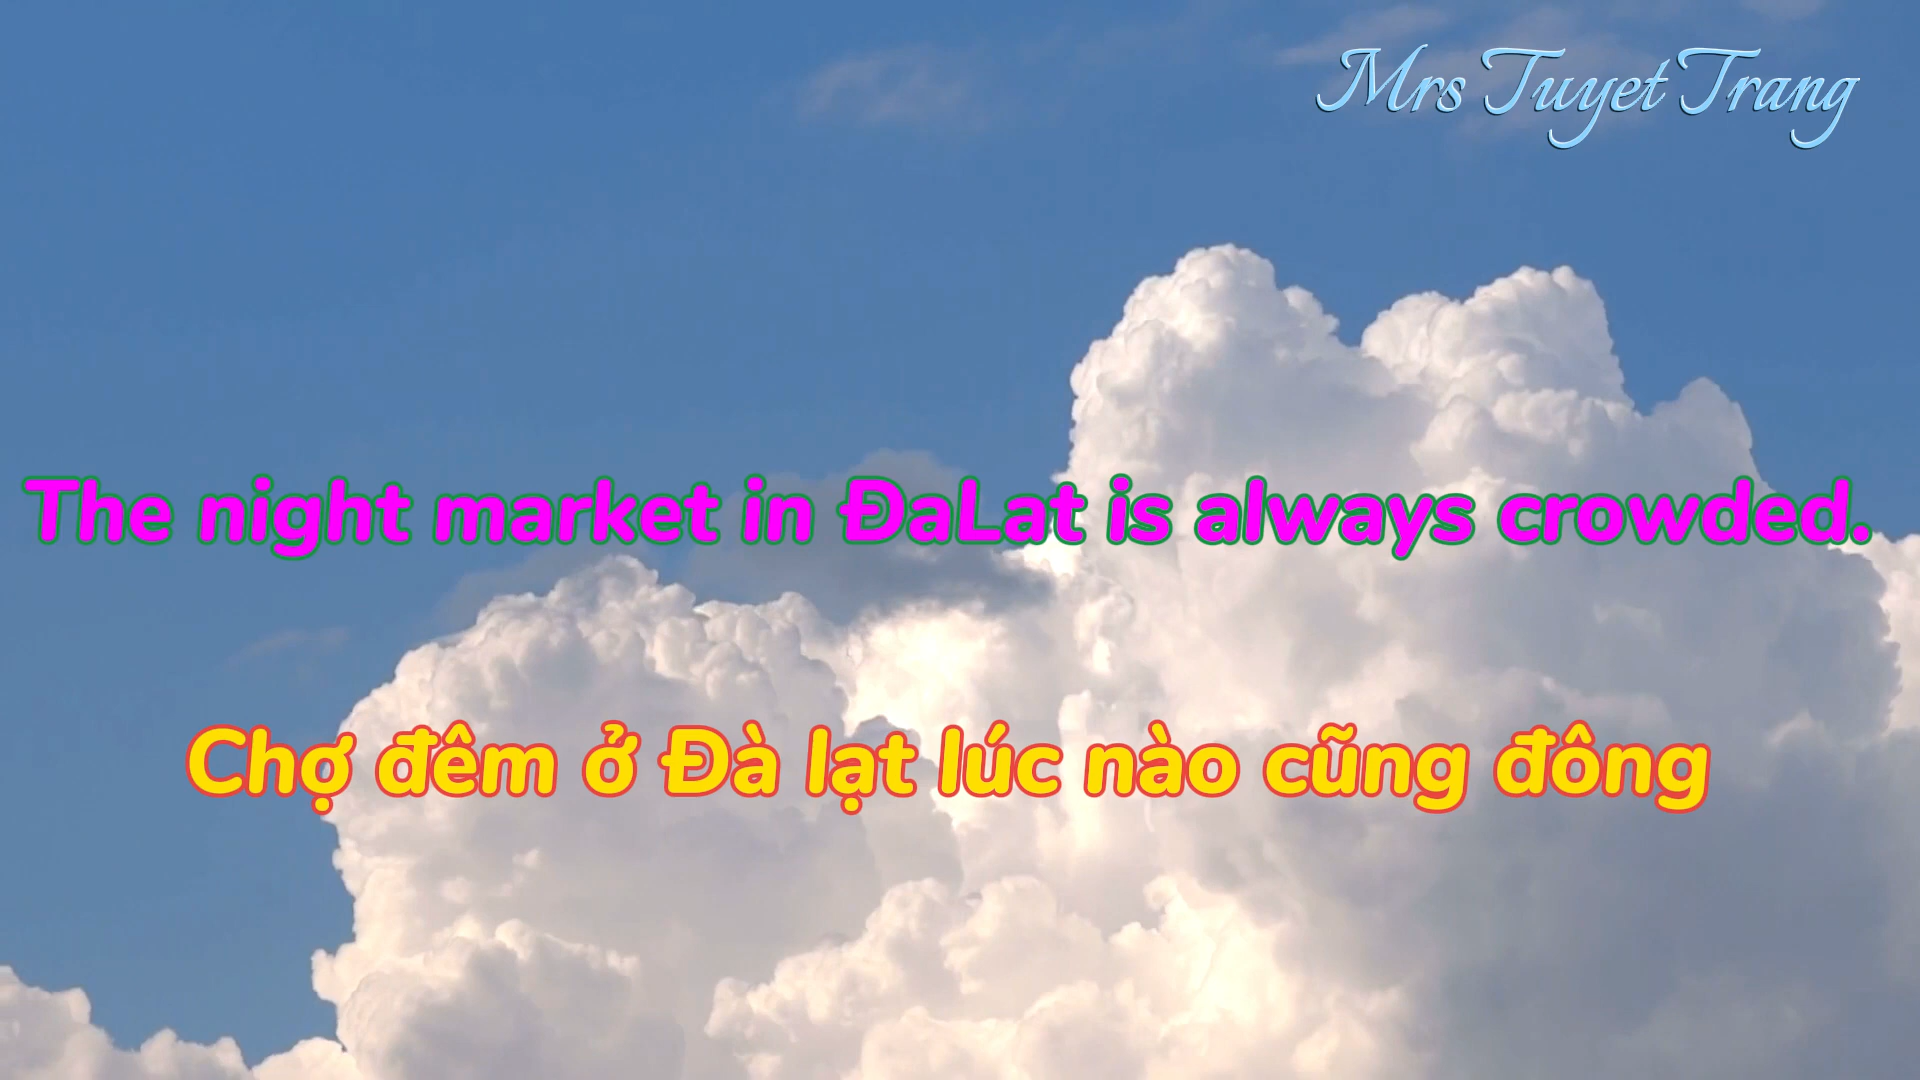 Mrs Tuyet Trang
The night market in ĐaLat is always crowded.
Chợ đêm ở Đà lạt lúc nào cũng đông